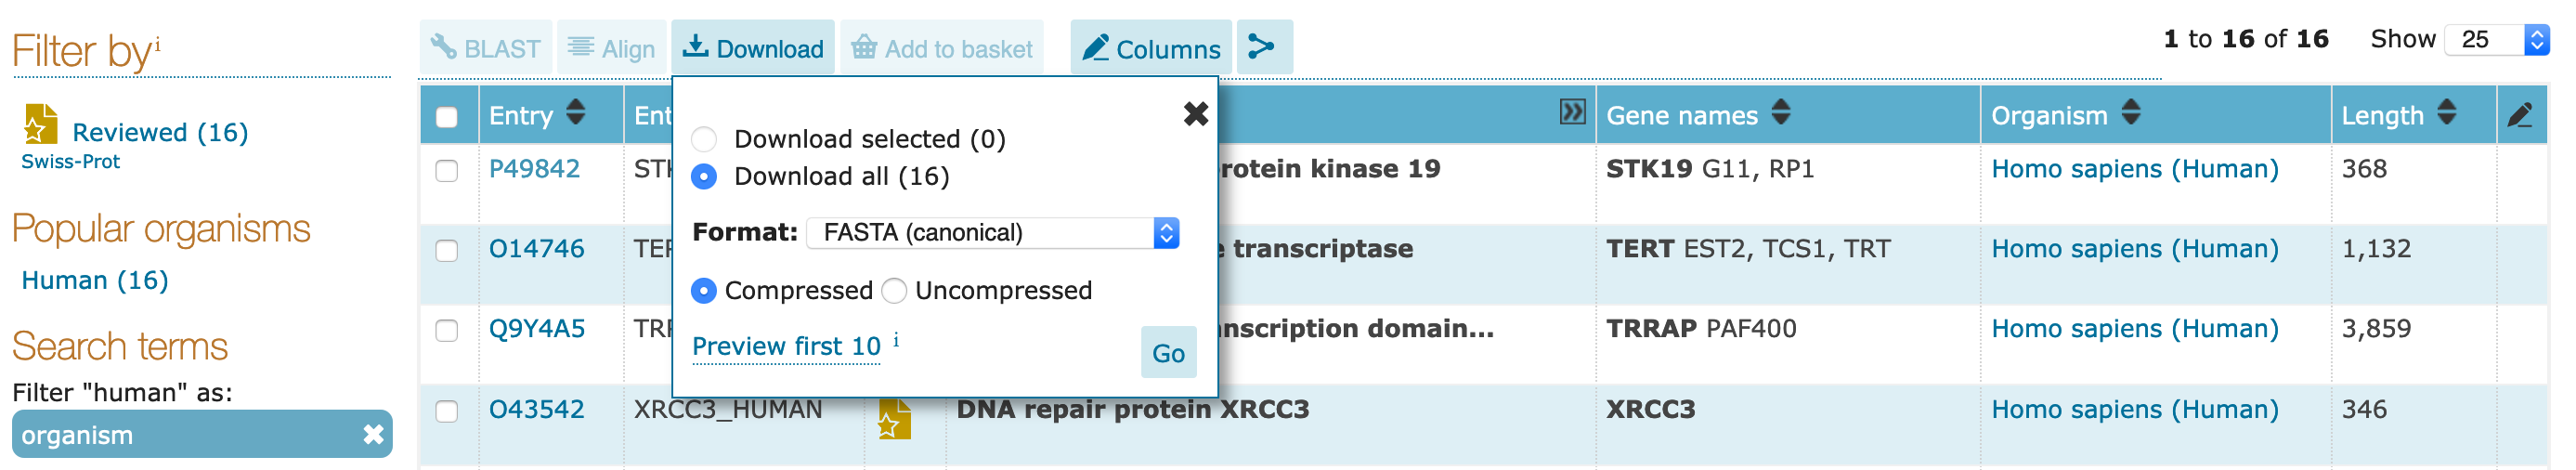 Filter by i
BLAST Align Download Add to basket Columns
1 to 16 of 16 Show 25
Reviewed (16)
Swiss-Prot
Popular organisms
Human (16)
Search terms
Filter "human" as:
organism
Entry Ent Gene names Organism Length
P49842 STK rotein kinase 19 STK19 G11, RP1 Homo sapiens (Human) 368
O14746 TER e transcriptase TERT EST2, TCS1, TRT Homo sapiens (Human) 1,132
Q9Y4A5 TRR nscription domain... TRRAP PAF400 Homo sapiens (Human) 3,859
O43542 XRCC3_HUMAN DNA repair protein XRCC3 XRCC3 Homo sapiens (Human) 346
Download selected (0)
Download all (16)
Format: FASTA (canonical)
Compressed Uncompressed
Preview first 10 i
Go